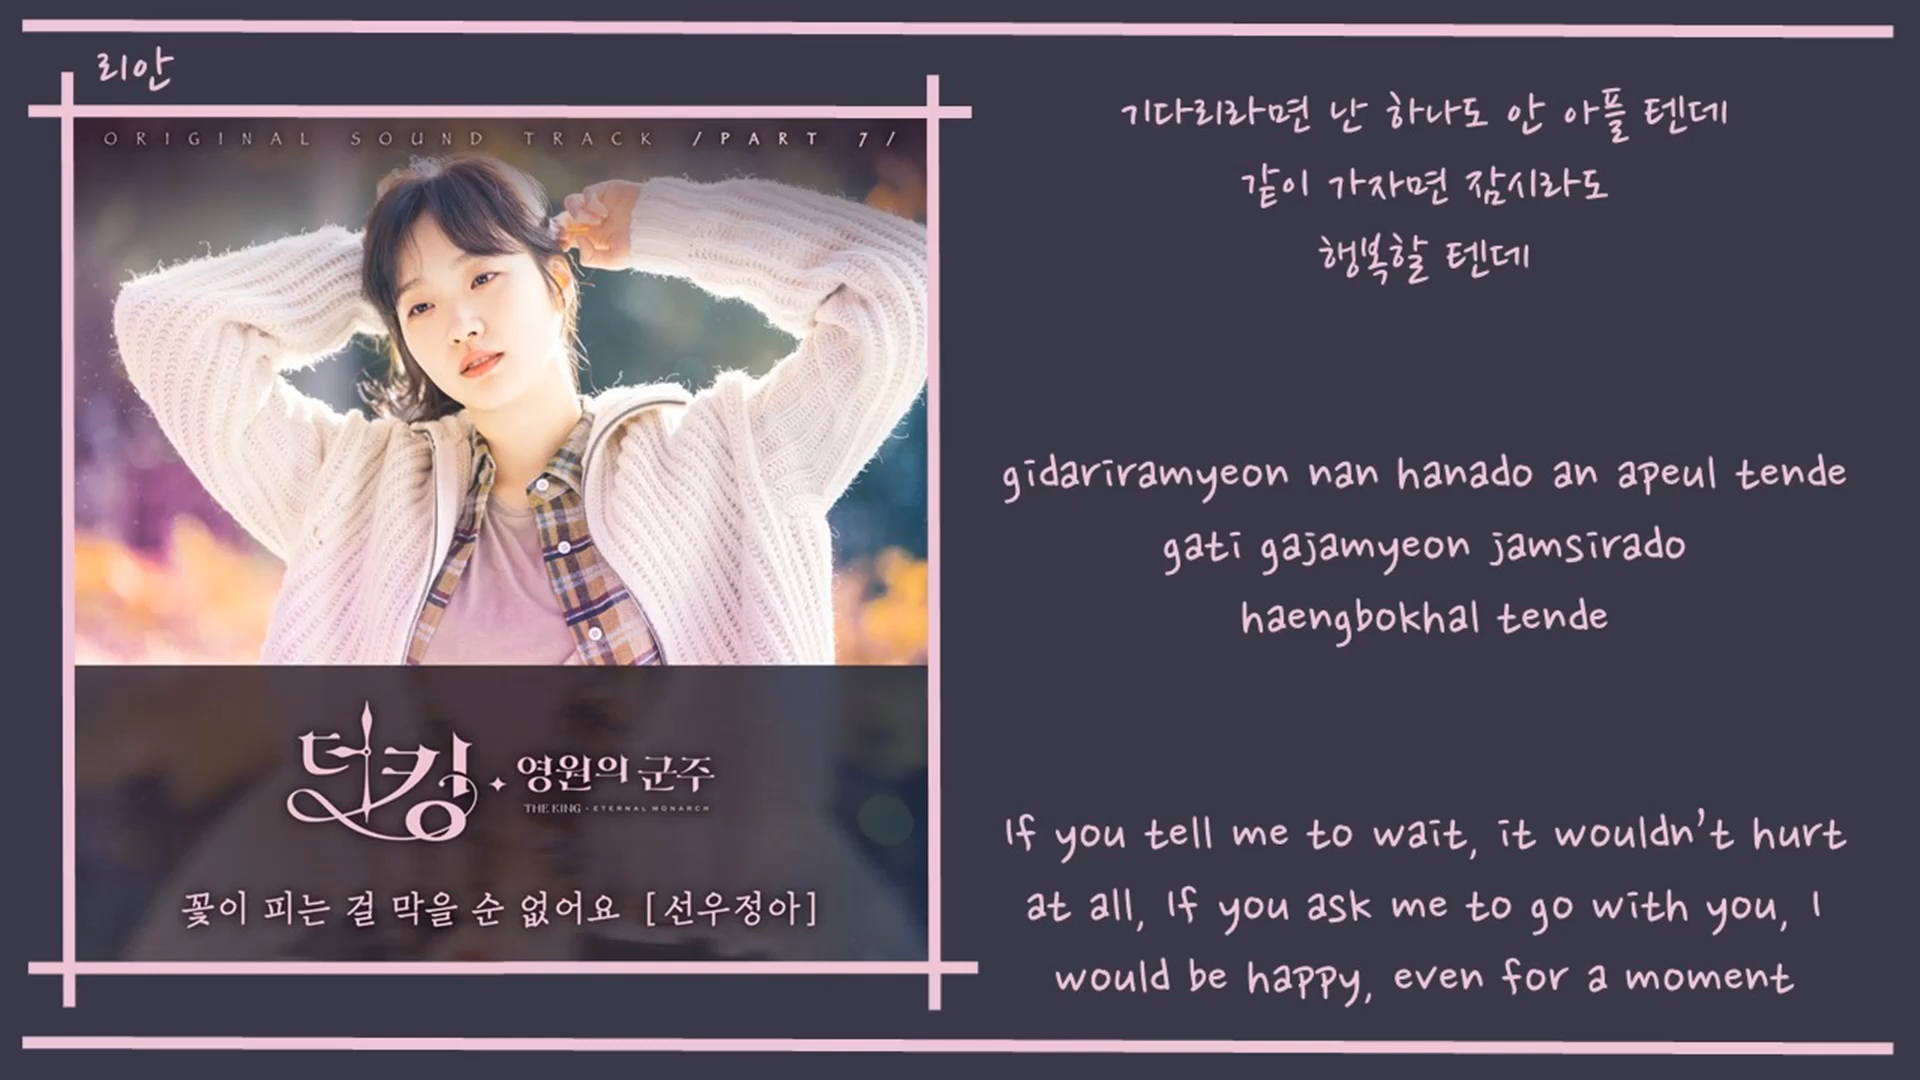 리안
ORIGINAL SOUND TRACK /PART 7/
더킹
영원의 군주
THE KING - ETERNAL MONARCH
꽃이 피는 걸 막을 순 없어요 [선우정아]
기다리라면 난 하나도 안 아플 텐데
같이 가자면 잠시라도
행복할 텐데
gidariramyeon nan hanado an apeul tende
gati gajamyeon jamsirado
haengbokhal tende
If you tell me to wait, it wouldn't hurt
at all, If you ask me to go with you, I
would be happy, even for a moment